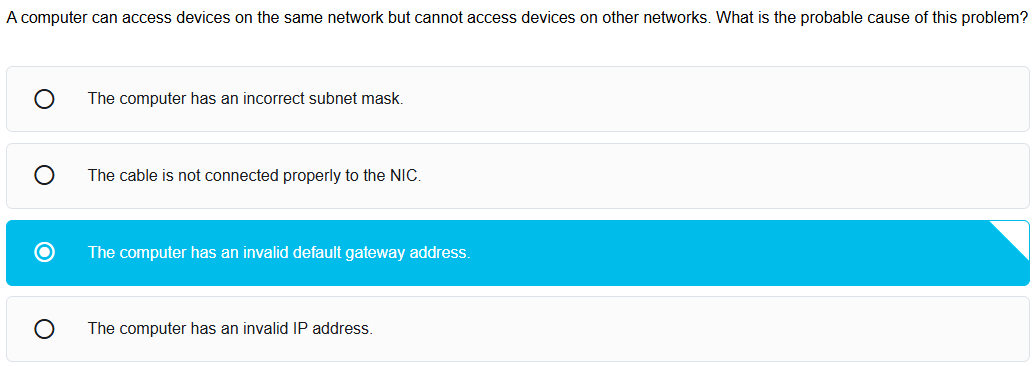 A computer can access devices on the same network but cannot access devices on other networks. What is the probable cause of this problem?
The computer has an incorrect subnet mask.
The cable is not connected properly to the NIC.
The computer has an invalid default gateway address.
The computer has an invalid IP address.